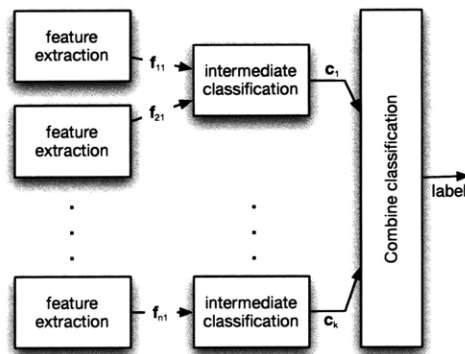 feature
extraction
f11
intermediate
classification
c1
feature
extraction
f21
Combine classification
label
feature
extraction
fn1
intermediate
classification
ck